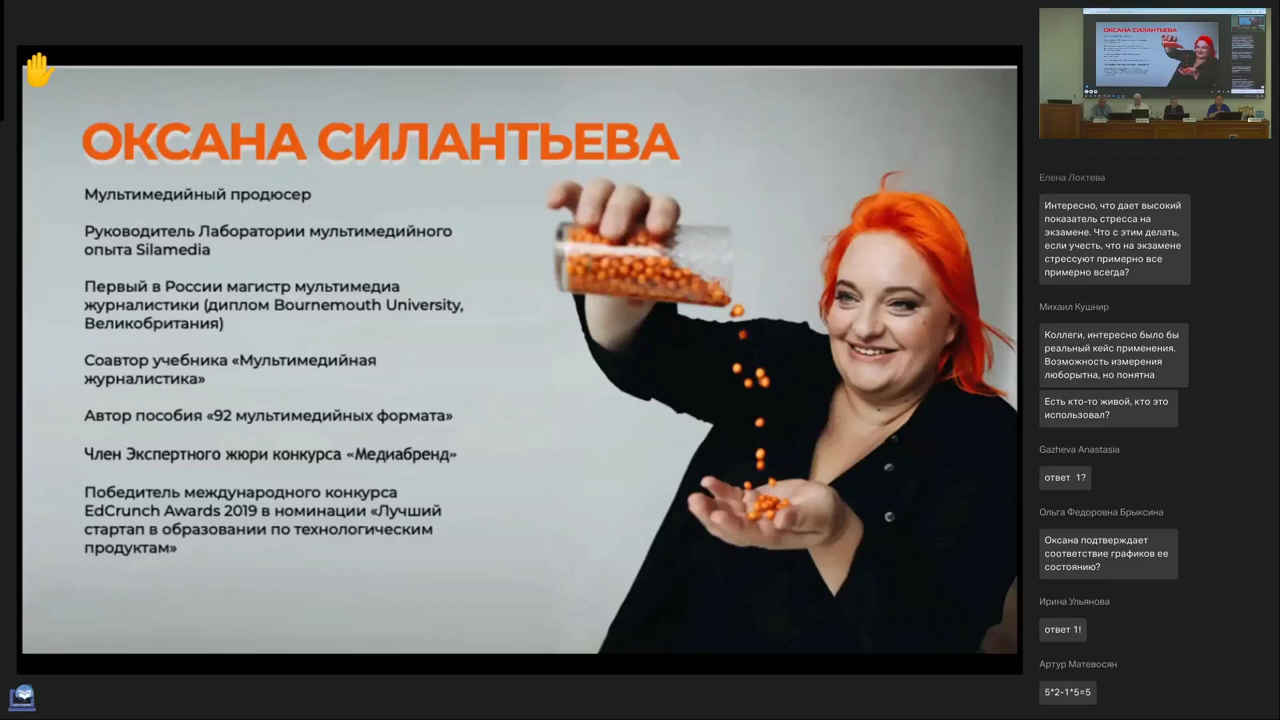 ОКСАНА СИЛАНТЬЕВА
Мультимедийный продюсер
Руководитель Лаборатории мультимедийного
опыта Silamedia
Первый в России магистр мультимедиа
журналистики (диплом Bournemouth University,
Великобритания)
Соавтор учебника «Мультимедийная
журналистика»
Автор пособия «92 мультимедийных формата»
Член Экспертного жюри конкурса «Медиабренд»
Победитель международного конкурса
EdCrunch Awards 2019 в номинации «Лучший
стартап в образовании по технологическим
продуктам»
ОКСАНА СИЛАНТЬЕВА
Елена Локтева
Интересно, что дает высокий
показатель стресса на
экзамене. Что с этим делать,
если учесть, что на экзамене
стрессуют примерно все
примерно всегда?
Михаил Кушнир
Коллеги, интересно было бы
реальный кейс применения.
Возможность измерения
люборытна, но понятна
Есть кто-то живой, кто это
использовал?
Gazheva Anastasia
ответ 1?
Ольга Федоровна Брыксина
Оксана подтверждает
соответствие графиков ее
состоянию?
Ирина Ульянова
ответ 1!
Артур Матевосян
5*2-1*5=5